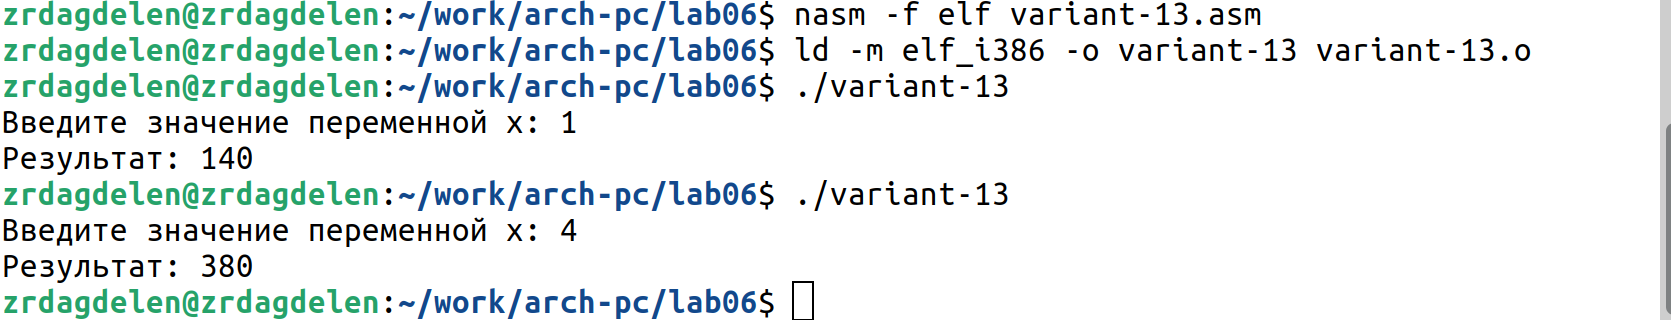 zrdagdelen@zrdagdelen:~/work/arch-pc/lab06$ nasm -f elf variant-13.asm
zrdagdelen@zrdagdelen:~/work/arch-pc/lab06$ ld -m elf_i386 -o variant-13 variant-13.o
zrdagdelen@zrdagdelen:~/work/arch-pc/lab06$ ./variant-13
Введите значение переменной х: 1
Результат: 140
zrdagdelen@zrdagdelen:~/work/arch-pc/lab06$ ./variant-13
Введите значение переменной х: 4
Результат: 380
zrdagdelen@zrdagdelen:~/work/arch-pc/lab06$